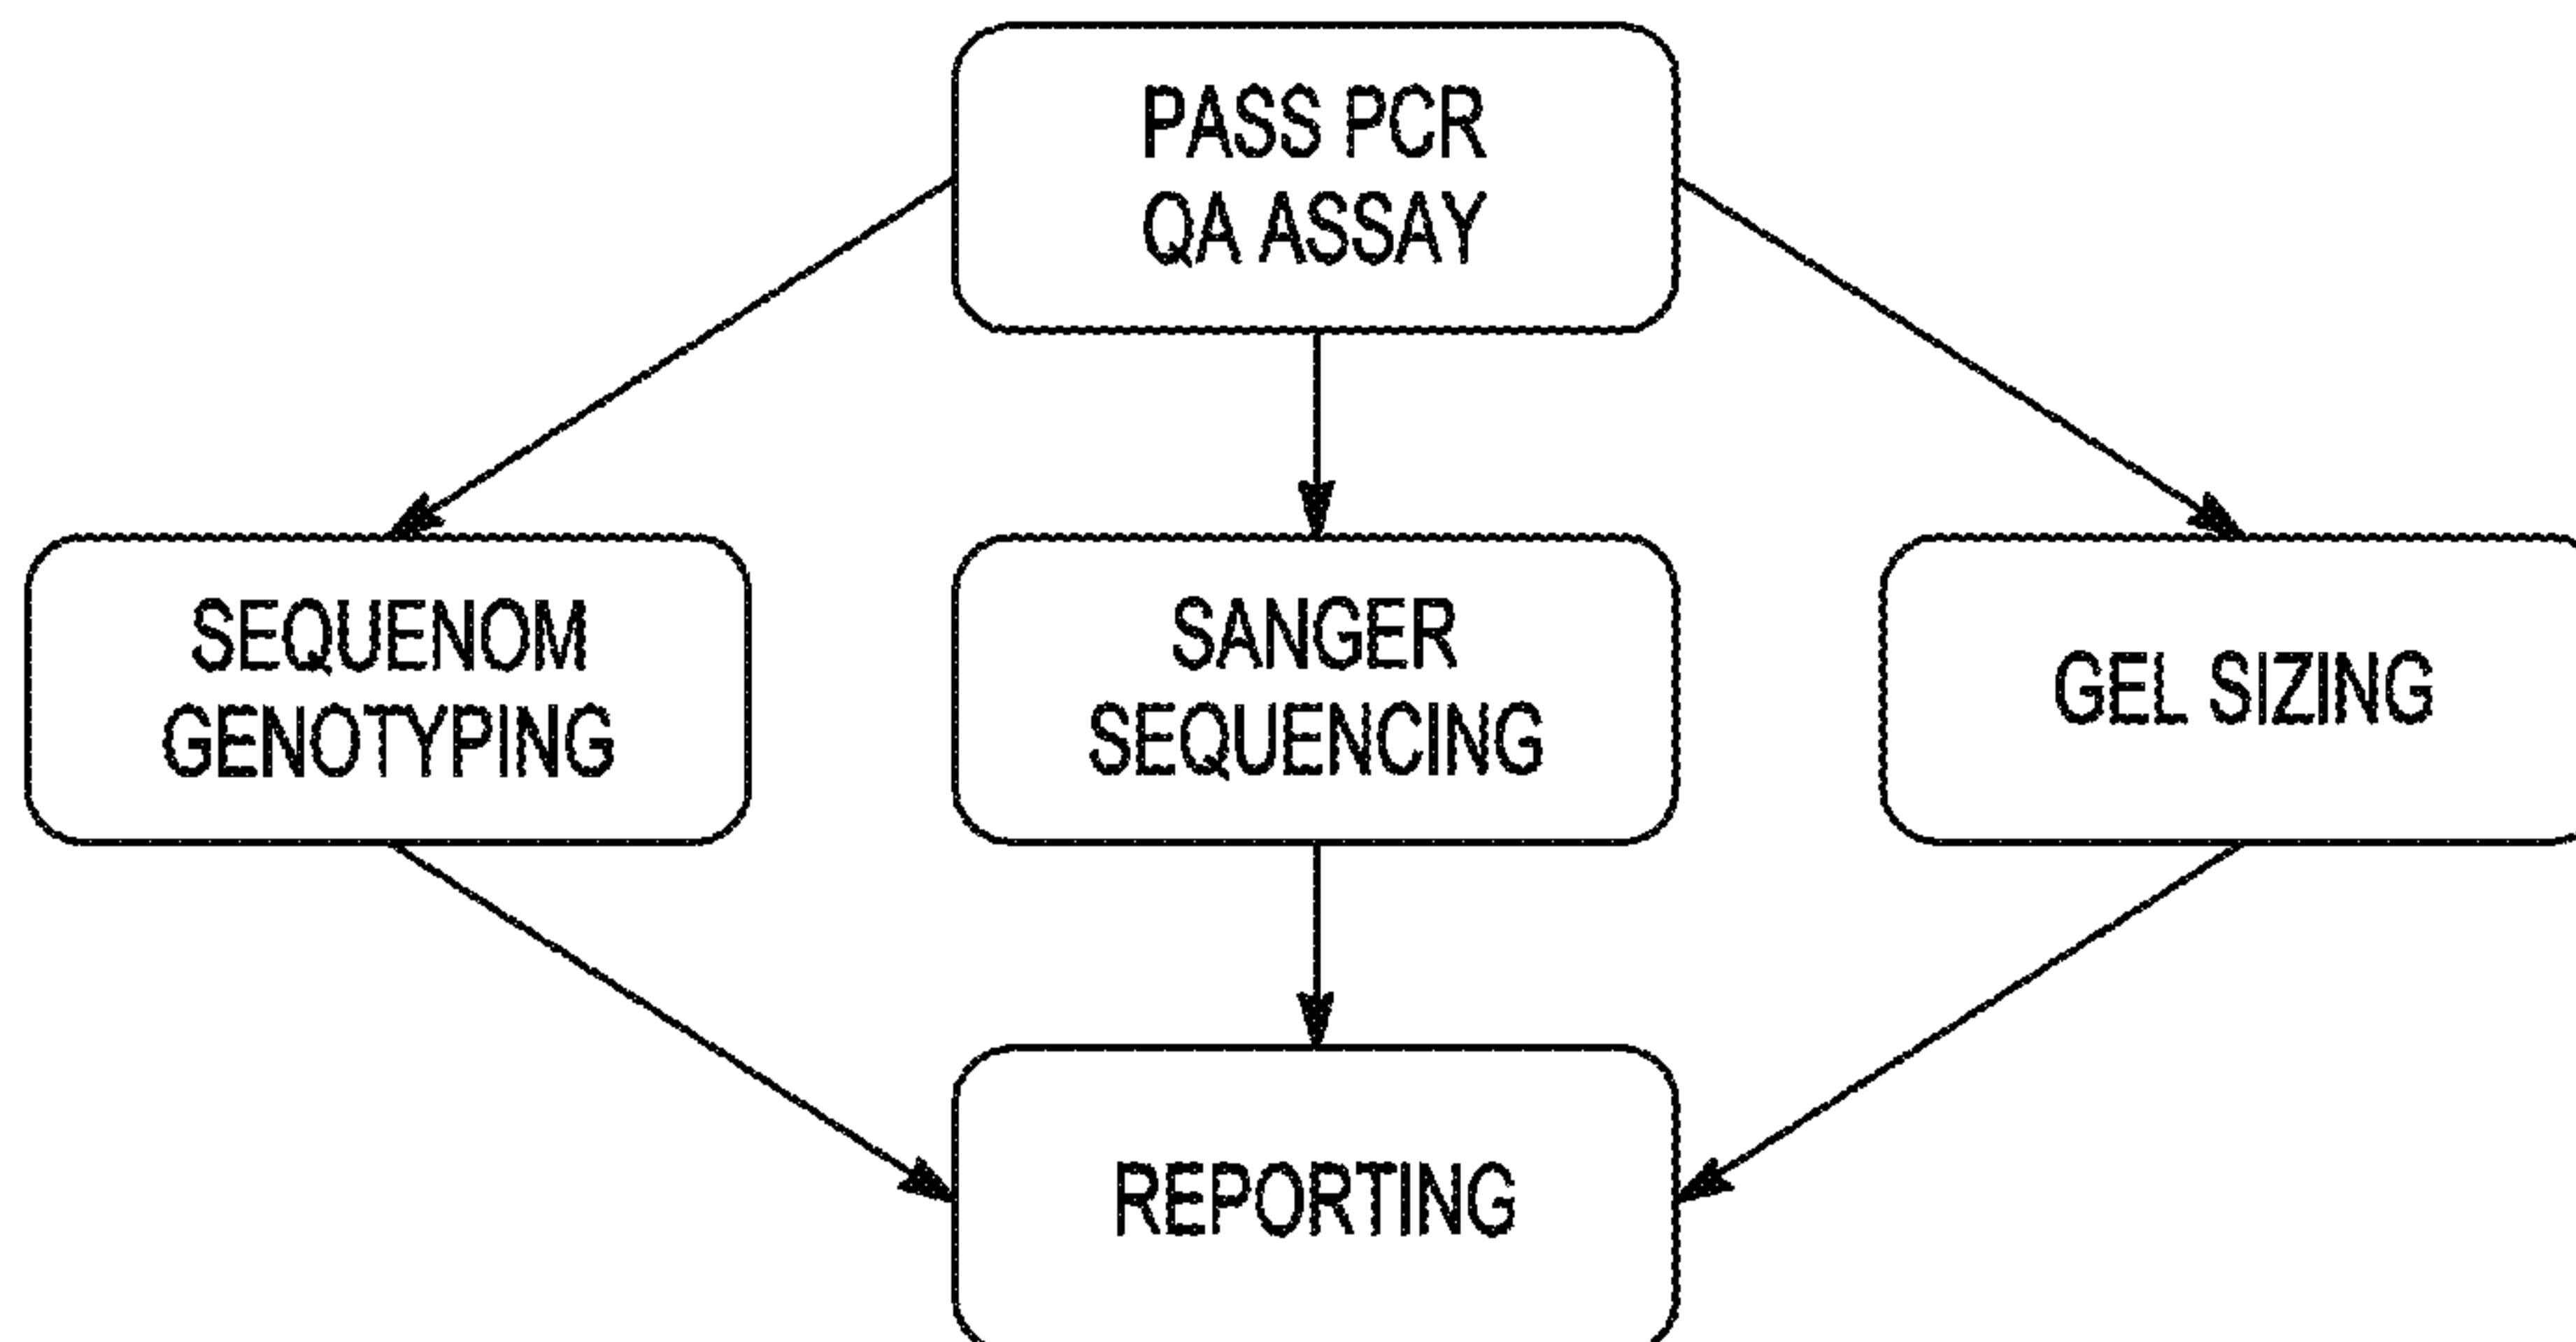 PASS PCR
QA ASSAY
SEQUENOM
GENOTYPING
SANGER
SEQUENCING
GEL SIZING
REPORTING